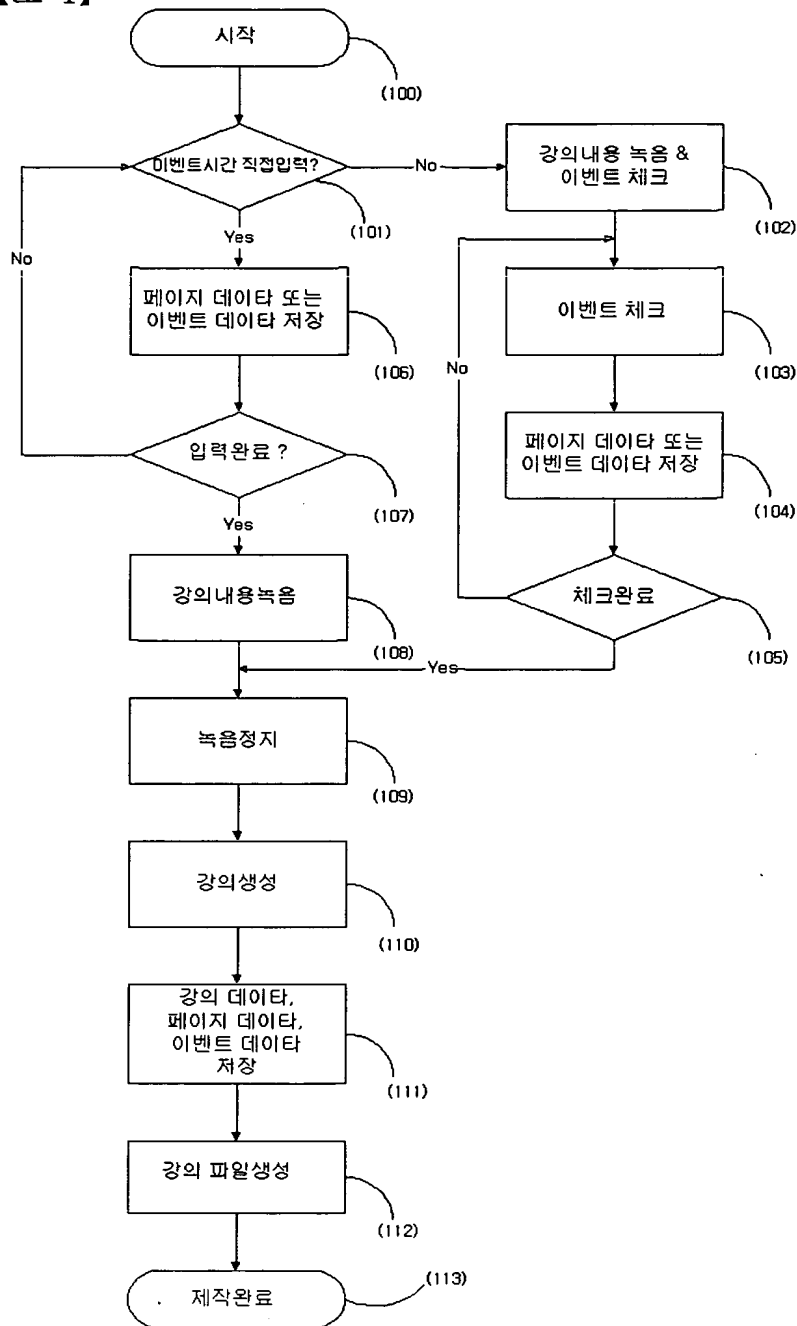 시작
(100)
이벤트시간 직접입력?
(101)
No
강의내용 녹음 &
이벤트 체크
(102)
Yes
No
페이지 데이타 또는
이벤트 데이타 저장
(106)
이벤트 체크
(103)
No
입력완료 ?
(107)
페이지 데이타 또는
이벤트 데이타 저장
(104)
Yes
강의내용녹음
(108)
체크완료
(105)
Yes
녹음정지
(109)
강의생성
(110)
강의 데이타,
페이지 데이타,
이벤트 데이타
저장
(111)
강의 파일생성
(112)
제작완료
(113)